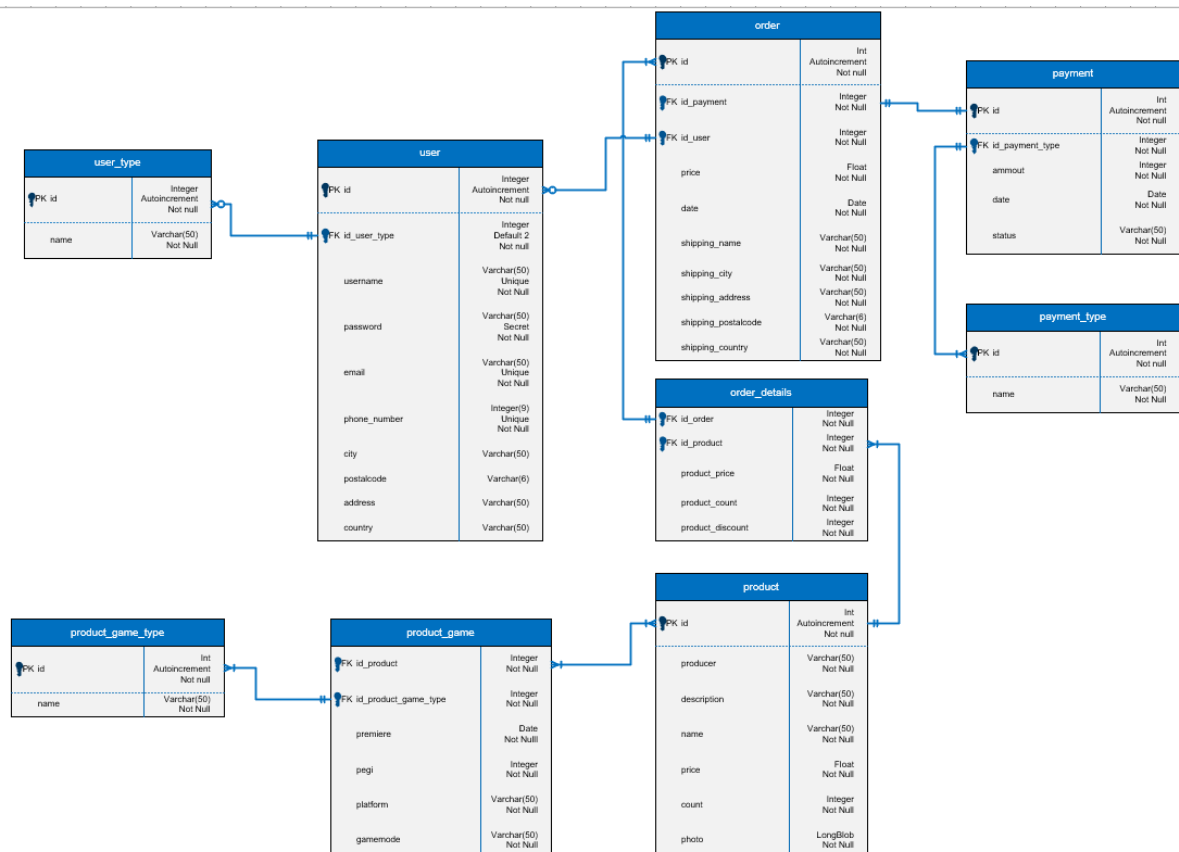 order
PK id
Int
Autoincrement
Not null
FK id_payment
Integer
Not Null
FK id_user
Integer
Not Null
price
Float
Not Null
date
Date
Not Null
shipping_name
Varchar(50)
Not Null
shipping_city
Varchar(50)
Not Null
shipping_address
Varchar(50)
Not Null
shipping_postalcode
Varchar(6)
Not Null
shipping_country
Varchar(50)
Not Null
payment
PK id
Int
Autoincrement
Not null
FK id_payment_type
Integer
Not Null
ammout
Integer
Not Null
date
Date
Not Null
status
Varchar(50)
Not Null
user_type
PK id
Integer
Autoincrement
Not null
name
Varchar(50)
Not Null
user
PK id
Integer
Autoincrement
Not null
FK id_user_type
Integer
Default 2
Not null
username
Varchar(50)
Unique
Not Null
password
Varchar(50)
Secret
Not Null
email
Varchar(50)
Unique
Not Null
phone_number
Integer(9)
Unique
Not Null
city
Varchar(50)
postalcode
Varchar(6)
address
Varchar(50)
country
Varchar(50)
payment_type
PK id
Int
Autoincrement
Not null
name
Varchar(50)
Not Null
order_details
FK id_order
Integer
Not Null
FK id_product
Integer
Not Null
product_price
Float
Not Null
product_count
Integer
Not Null
product_discount
Integer
Not Null
product_game_type
PK id
Int
Autoincrement
Not null
name
Varchar(50)
Not Null
product_game
FK id_product
Integer
Not Null
FK id_product_game_type
Integer
Not Null
premiere
Date
Not Nulll
pegi
Integer
Not Null
platform
Varchar(50)
Not Null
gamemode
Varchar(50)
Not Null
product
PK id
Int
Autoincrement
Not null
producer
Varchar(50)
Not Null
description
Varchar(50)
Not Null
name
Varchar(50)
Not Null
price
Float
Not Null
count
Integer
Not Null
photo
LongBlob
Not Null